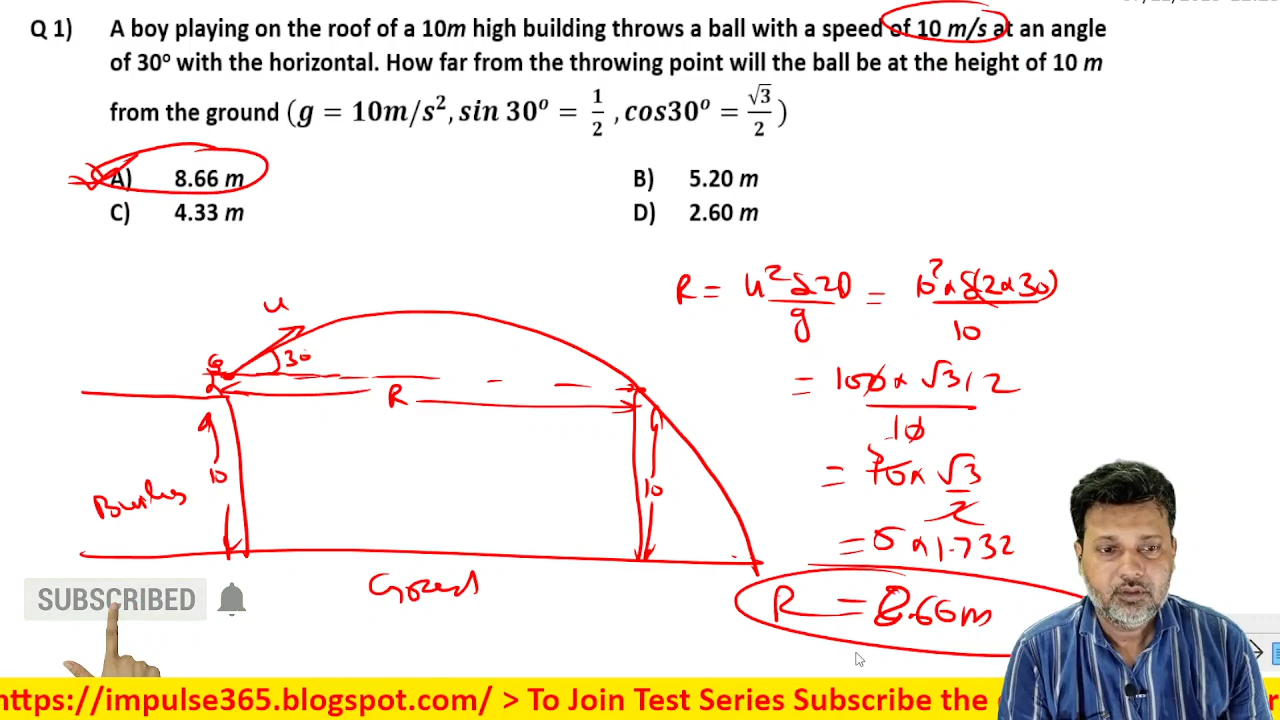 Q 1) A boy playing on the roof of a 10m high building throws a ball with a speed of 10 m/s at an angle
of 30° with the horizontal. How far from the throwing point will the ball be at the height of 10 m
from the ground (g = 10m/s², sin 30° = 1/2 , cos30° = √3/2)
A) 8.66 m B) 5.20 m
C) 4.33 m D) 2.60 m
R = u² S 2θ / g = 10² × S(2×30) / 10
u
30
= 100 × √3/2 / 10
R
= 10 × √3/2
10
10
= 5 × 1.732
Ground
R = 8.66m
SUBSCRIBED
https://impulse365.blogspot.com/ > To Join Test Series Subscribe the